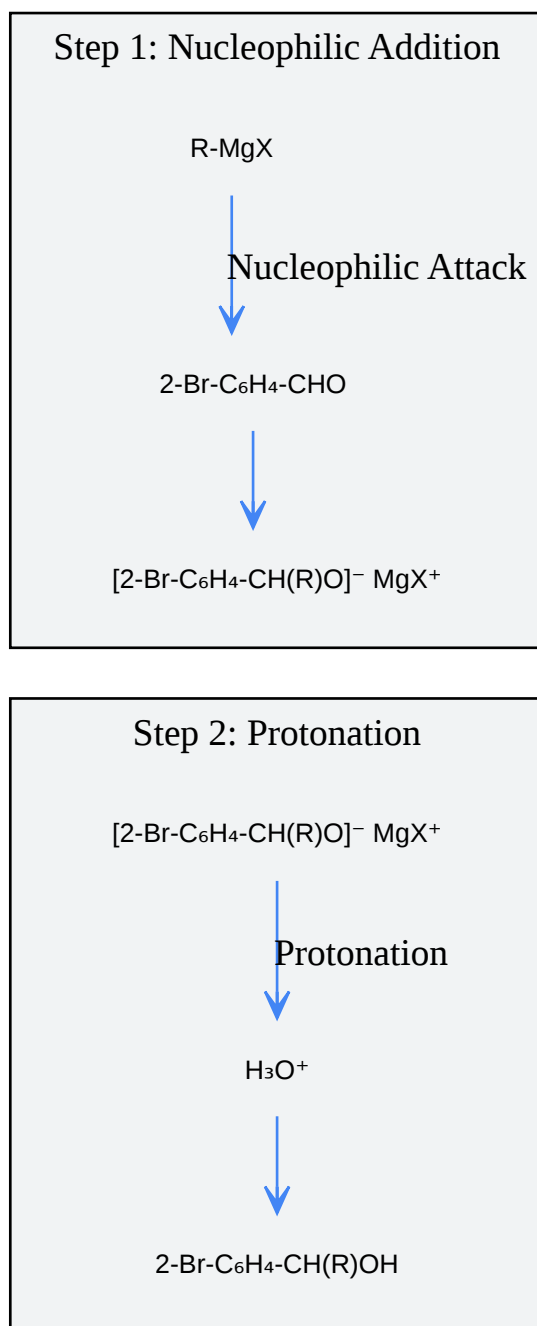 Step 1: Nucleophilic Addition
R-MgX
Nucleophilic Attack
2-Br-C₆H₄-CHO
[2-Br-C₆H₄-CH(R)O]⁻ MgX⁺
Step 2: Protonation
[2-Br-C₆H₄-CH(R)O]⁻ MgX⁺
Protonation
H₃O⁺
2-Br-C₆H₄-CH(R)OH